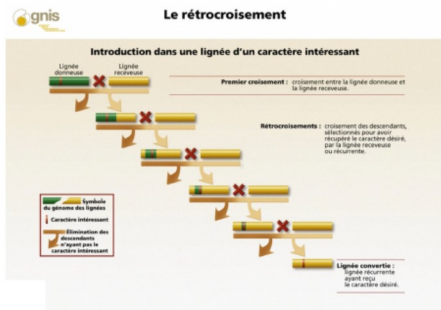 gnis
Le rétrocroisement
Introduction dans une lignée d'un caractère intéressant
Lignée
donneuse
Lignée
receveuse
Premier croisement : croisement entre la lignée donneuse et
la lignée receveuse.
Rétrocroisements : croisement des descendants,
sélectionnés pour avoir
récupéré le caractère désiré,
par la lignée receveuse
ou récurrente.
Symbole
du génome des lignées
Caractère intéressant
Élimination des
descendants
n'ayant pas le
caractère intéressant
Lignée convertie :
lignée récurrente
ayant reçu
le caractère désiré.